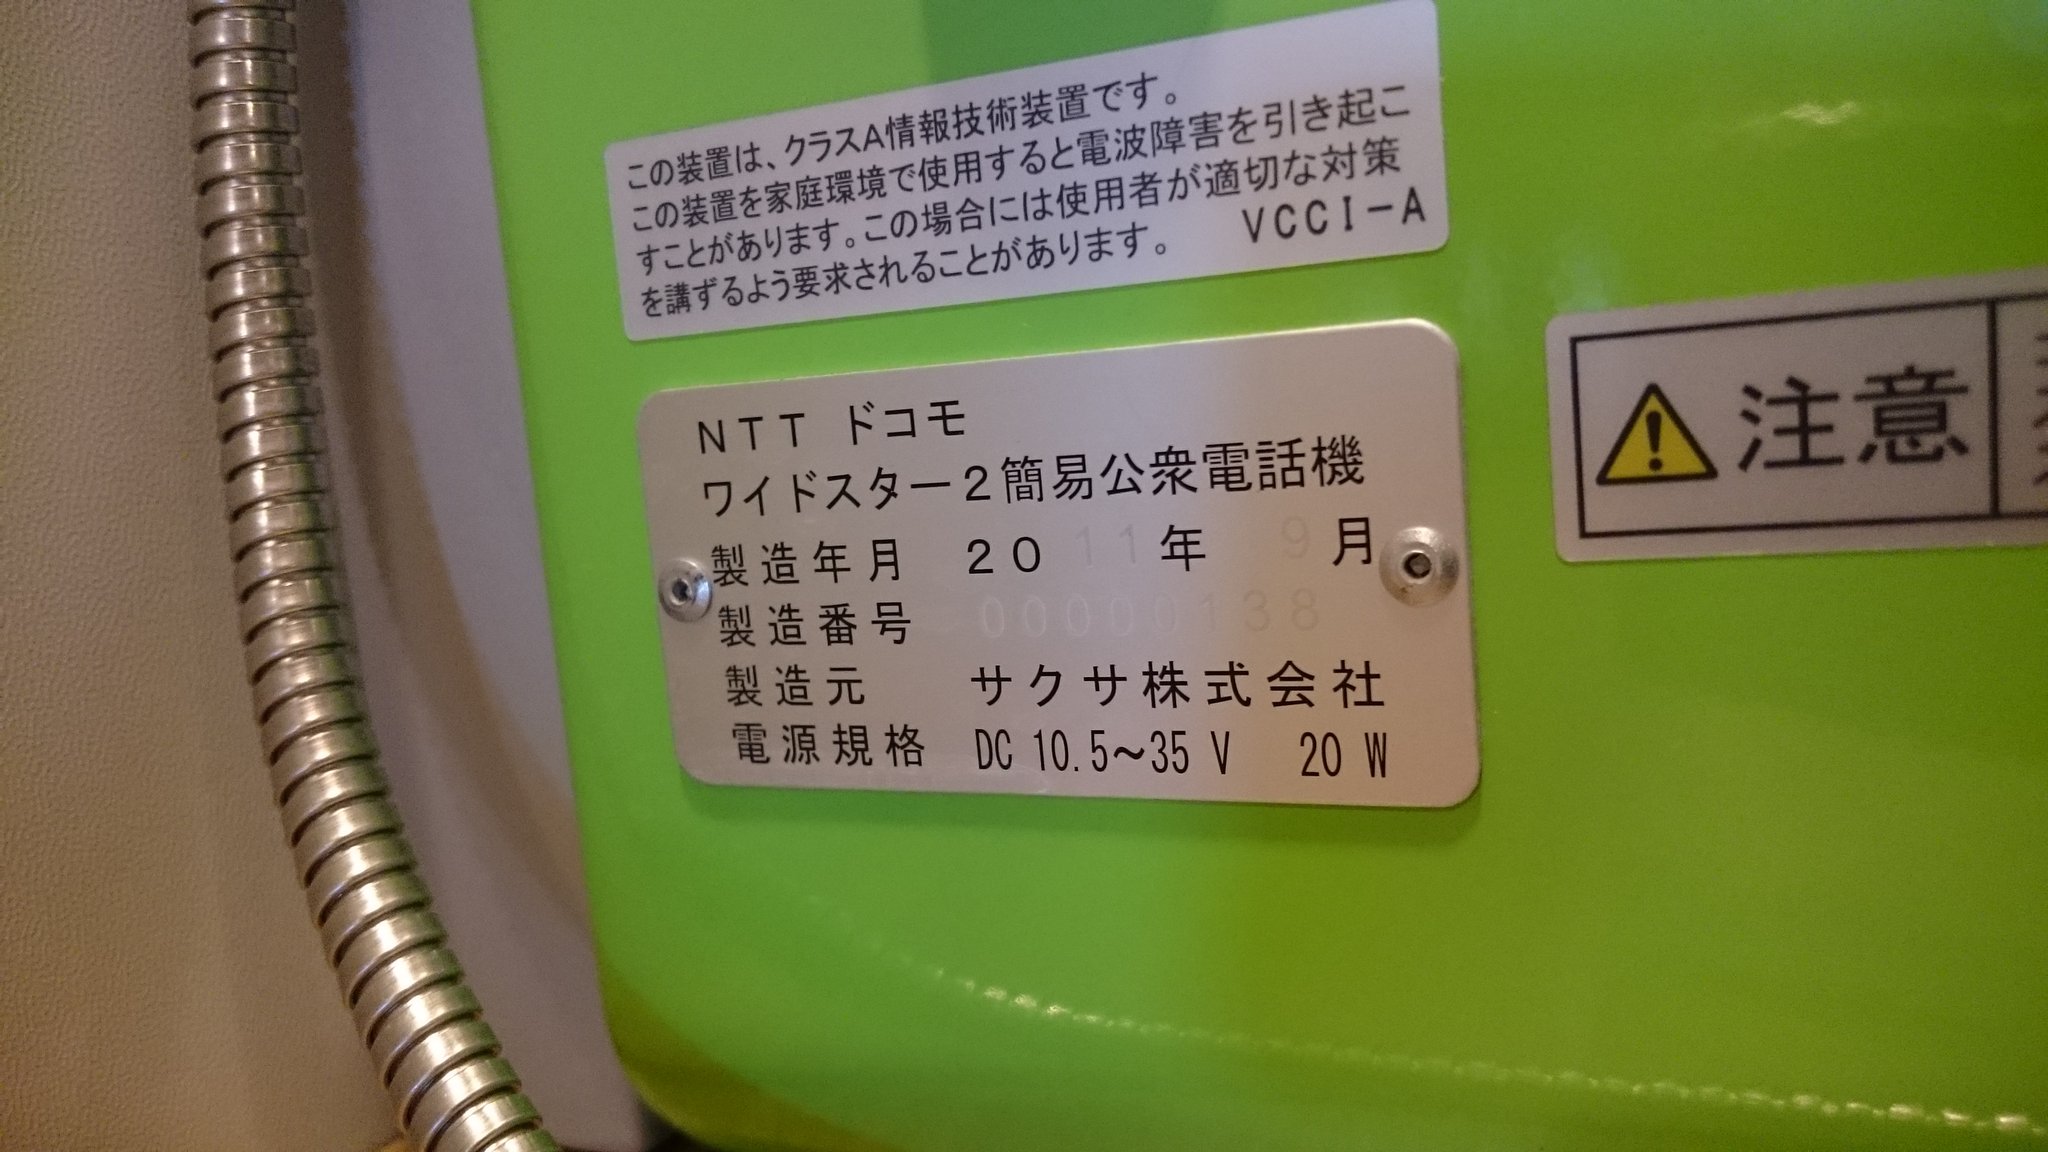 この装置は、クラスA情報技術装置です。
この装置を家庭環境で使用すると電波障害を引き起こ
すことがあります。この場合には使用者が適切な対策
を講ずるよう要求されることがあります。 VCCI-A
NTT ドコモ
ワイドスター2簡易公衆電話機
製造年月 2011年 9月
製造番号 00000138
製造元 サクサ株式会社
電源規格 DC 10.5~35 V 20 W
注意